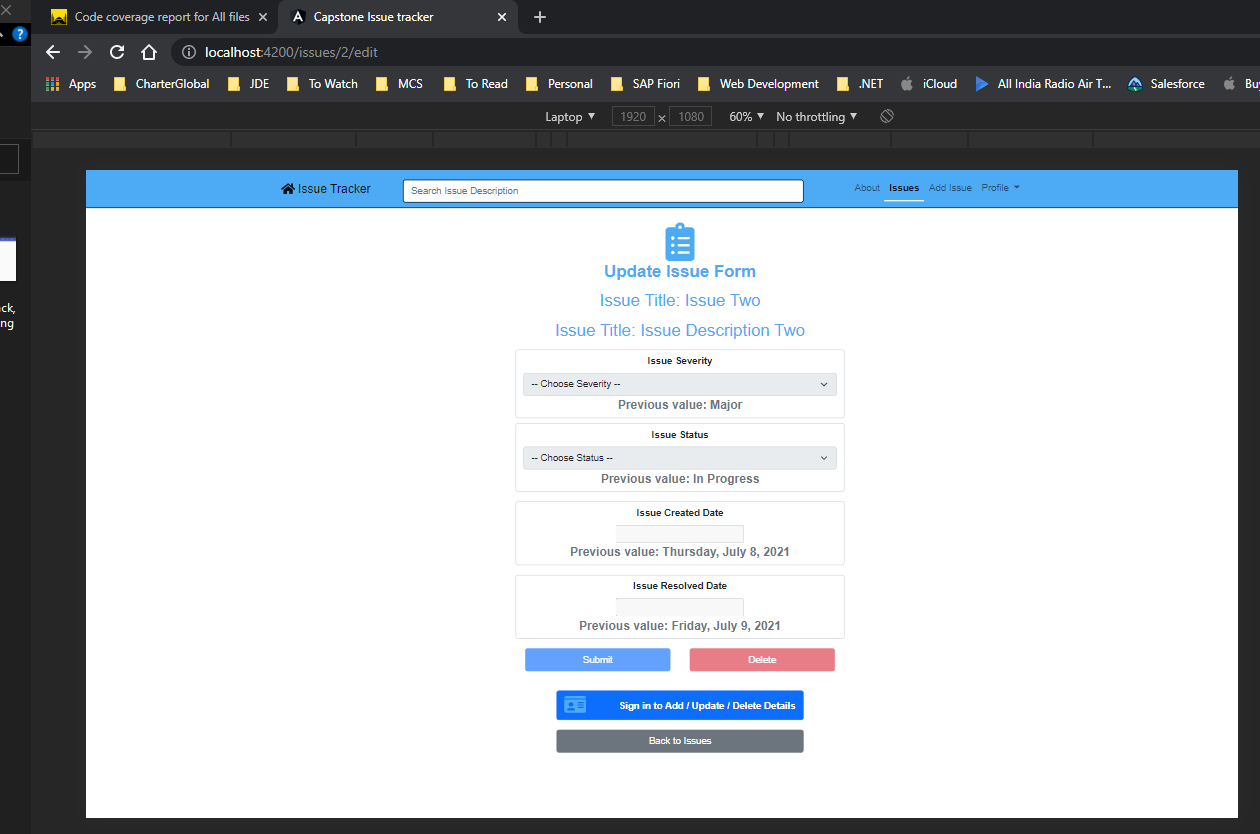 Code coverage report for All files
Capstone Issue tracker
localhost:4200/issues/2/edit
Apps CharterGlobal JDE To Watch MCS To Read Personal SAP Fiori Web Development .NET iCloud All India Radio Air T... Salesforce
Laptop ▼ 1920 × 1080 60% ▼ No throttling ▼
Issue Tracker Search Issue Description About Issues Add Issue Profile
Update Issue Form
Issue Title: Issue Two
Issue Title: Issue Description Two
Issue Severity
-- Choose Severity --
Previous value: Major
Issue Status
-- Choose Status --
Previous value: In Progress
Issue Created Date
Previous value: Thursday, July 8, 2021
Issue Resolved Date
Previous value: Friday, July 9, 2021
Submit Delete
Sign in to Add / Update / Delete Details
Back to Issues